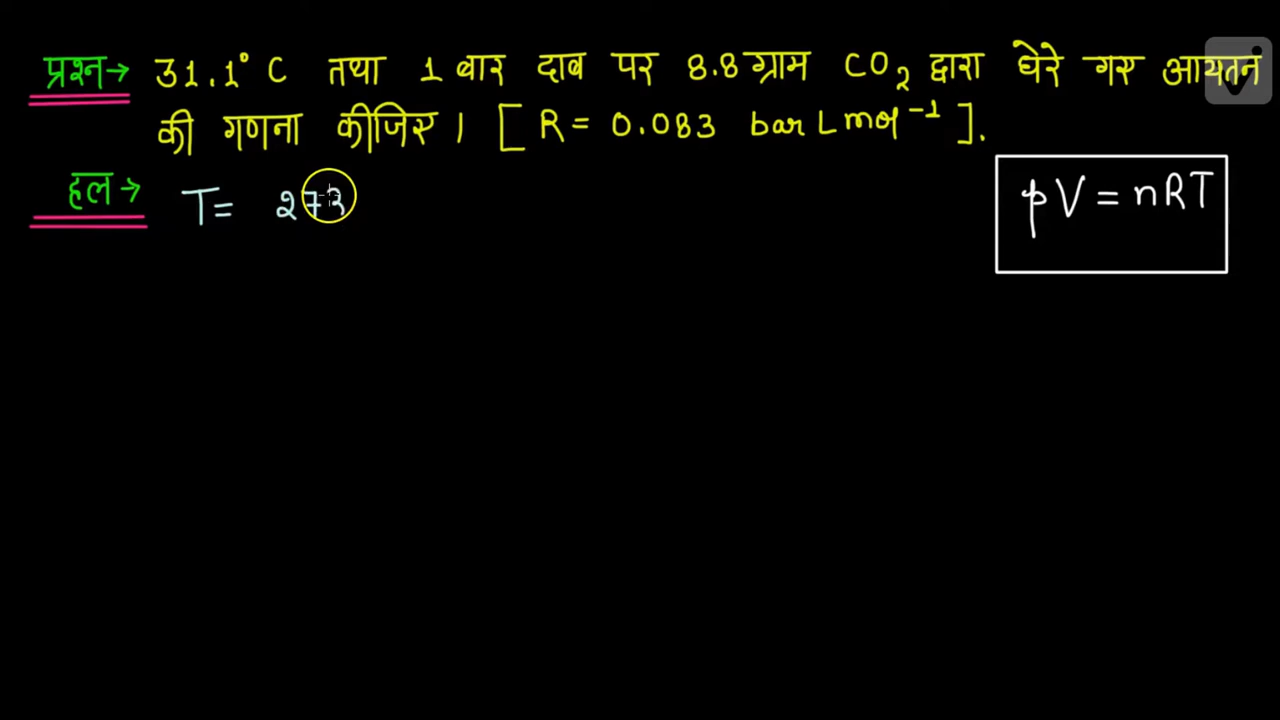 प्रश्न→ 31.1° C तथा 1 बार दाब पर 8.8 ग्राम CO₂ द्वारा घेरे गए आयतन
की गणना कीजिए । [ R = 0.083 bar L mol⁻¹ ].
हल→ T = 273
pV = nRT